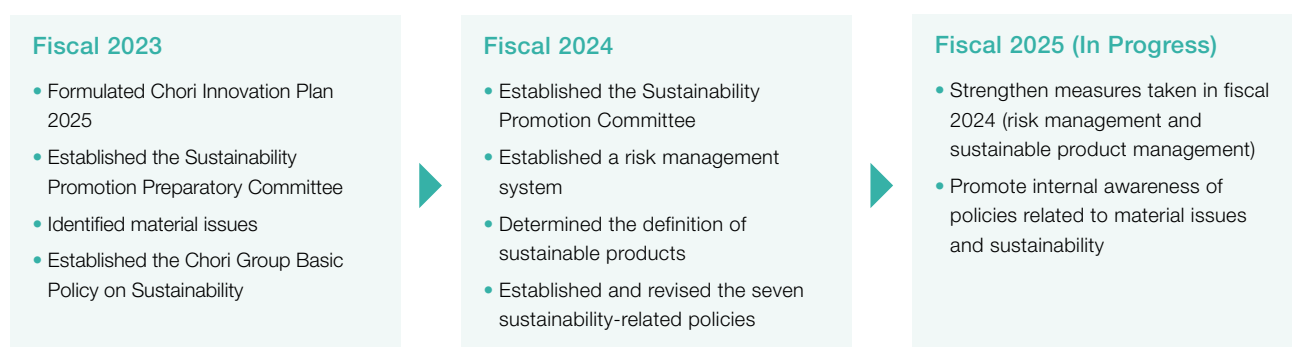 Fiscal 2023
• Formulated Chori Innovation Plan
2025
• Established the Sustainability
Promotion Preparatory Committee
• Identified material issues
• Established the Chori Group Basic
Policy on Sustainability
Fiscal 2024
• Established the Sustainability
Promotion Committee
• Established a risk management
system
• Determined the definition of
sustainable products
• Established and revised the seven
sustainability-related policies
Fiscal 2025 (In Progress)
• Strengthen measures taken in fiscal
2024 (risk management and
sustainable product management)
• Promote internal awareness of
policies related to material issues
and sustainability